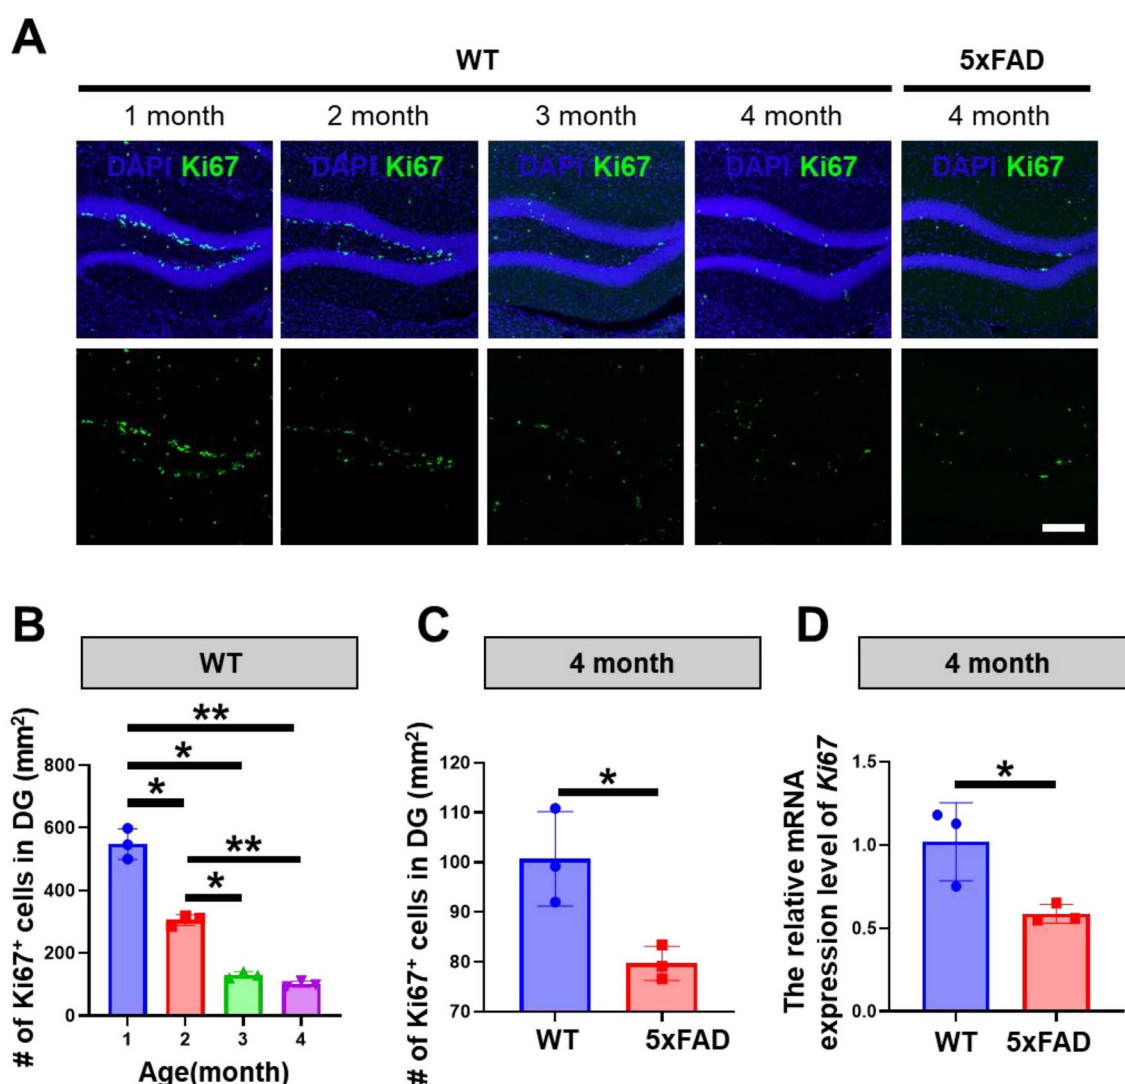 A
WT 5xFAD
1 month 2 month 3 month 4 month 4 month
DAPI Ki67 DAPI Ki67 DAPI Ki67 DAPI Ki67 DAPI Ki67
B
WT
# of Ki67⁺ cells in DG (mm²)
** 
*
*
**
*
800
600
400
200
0
1 2 3 4
Age(month)
C
4 month
# of Ki67⁺ cells in DG (mm²)
*
120
110
100
90
80
70
WT 5xFAD
D
4 month
The relative mRNA
expression level of Ki67
*
1.5
1.0
0.5
0.0
WT 5xFAD